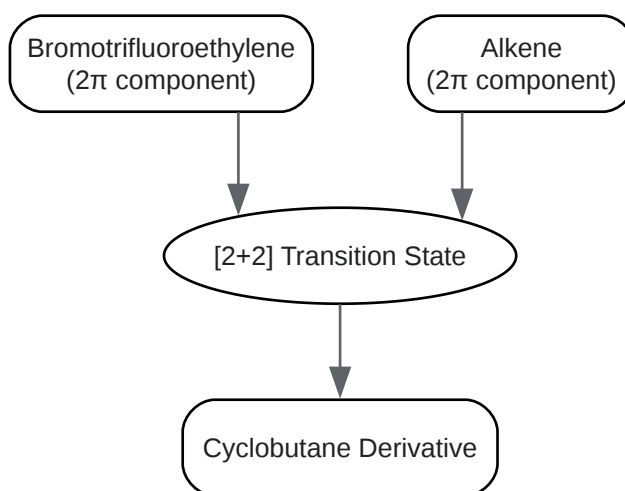 Bromotrifluoroethylene
(2π component)
Alkene
(2π component)
[2+2] Transition State
Cyclobutane Derivative